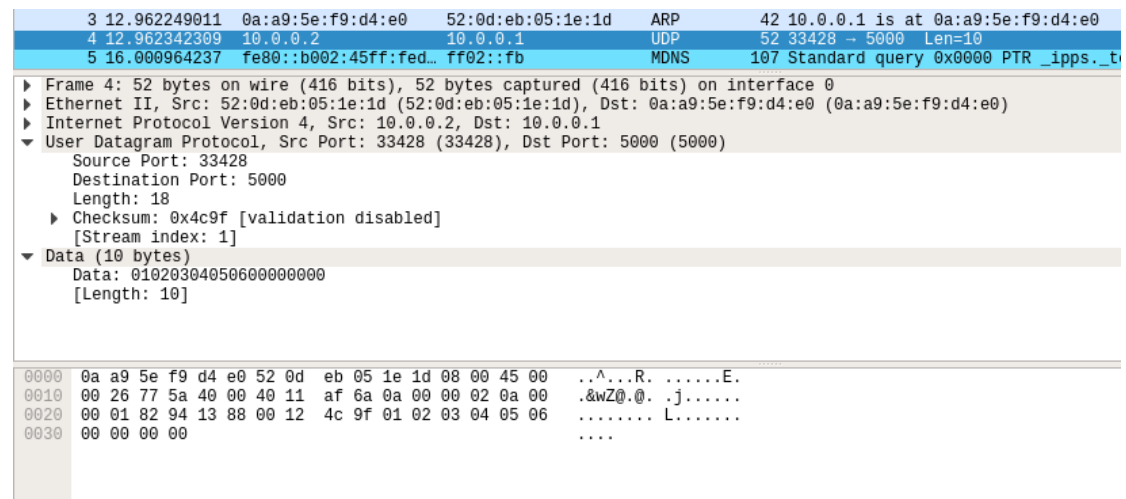 3 12.962249011 0a:a9:5e:f9:d4:e0 52:0d:eb:05:1e:1d ARP 42 10.0.0.1 is at 0a:a9:5e:f9:d4:e0
4 12.962342309 10.0.0.2 10.0.0.1 UDP 52 33428 → 5000 Len=10
5 16.000964237 fe80::b002:45ff:fed… ff02::fb MDNS 107 Standard query 0x0000 PTR _ipps._t
Frame 4: 52 bytes on wire (416 bits), 52 bytes captured (416 bits) on interface 0
Ethernet II, Src: 52:0d:eb:05:1e:1d (52:0d:eb:05:1e:1d), Dst: 0a:a9:5e:f9:d4:e0 (0a:a9:5e:f9:d4:e0)
Internet Protocol Version 4, Src: 10.0.0.2, Dst: 10.0.0.1
User Datagram Protocol, Src Port: 33428 (33428), Dst Port: 5000 (5000)
Source Port: 33428
Destination Port: 5000
Length: 18
Checksum: 0x4c9f [validation disabled]
[Stream index: 1]
Data (10 bytes)
Data: 01020304050600000000
[Length: 10]
0000 0a a9 5e f9 d4 e0 52 0d eb 05 1e 1d 08 00 45 00 ..^...R. ......E.
0010 00 26 77 5a 40 00 40 11 af 6a 0a 00 00 02 0a 00 .&wZ@.@. .j......
0020 00 01 82 94 13 88 00 12 4c 9f 01 02 03 04 05 06 ........ L.......
0030 00 00 00 00 ....